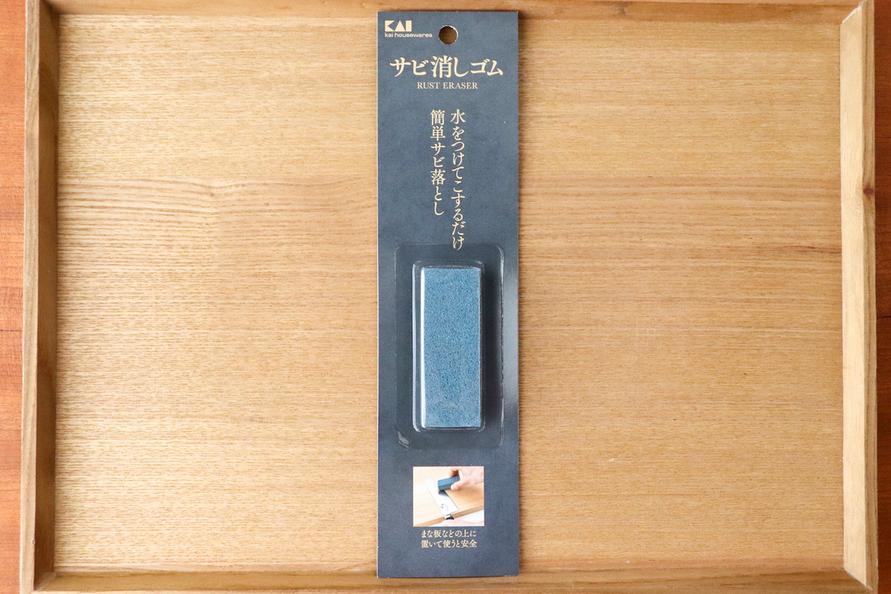 KAI
kai housewares
サビ消しゴム
RUST ERASER
水をつけてこするだけ
簡単サビ落とし
まな板などの上に
置いて使うと安全